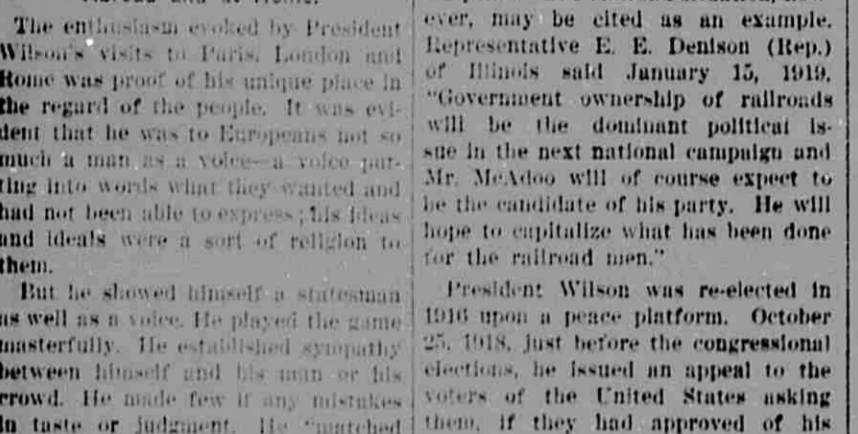 The enthusiasm evoked by President
Wilson's visits to Paris, London and
Rome was proof of his unique place in
the regard of the people. It was evi-
dent that he was to Europeans not so
much a man as a voice—a voice put-
ting into words what they wanted and
had not been able to express; his ideas
and ideals were a sort of religion to
them.
But he showed himself a statesman
as well as a voice. He played the game
masterfully. He established sympathy
between himself and his man or his
crowd. He made few if any mistakes
in taste or judgment. He "matched
ever, may be cited as an example.
Representative E. E. Denison (Rep.)
of Illinois said January 15, 1919,
"Government ownership of railroads
will be the dominant political is-
sue in the next national campaign and
Mr. McAdoo will of course expect to
be the candidate of his party. He will
hope to capitalize what has been done
for the railroad men."
President Wilson was re-elected in
1916 upon a peace platform. October
25, 1918, just before the congressional
elections, he issued an appeal to the
voters of the United States asking
them, if they had approved of his